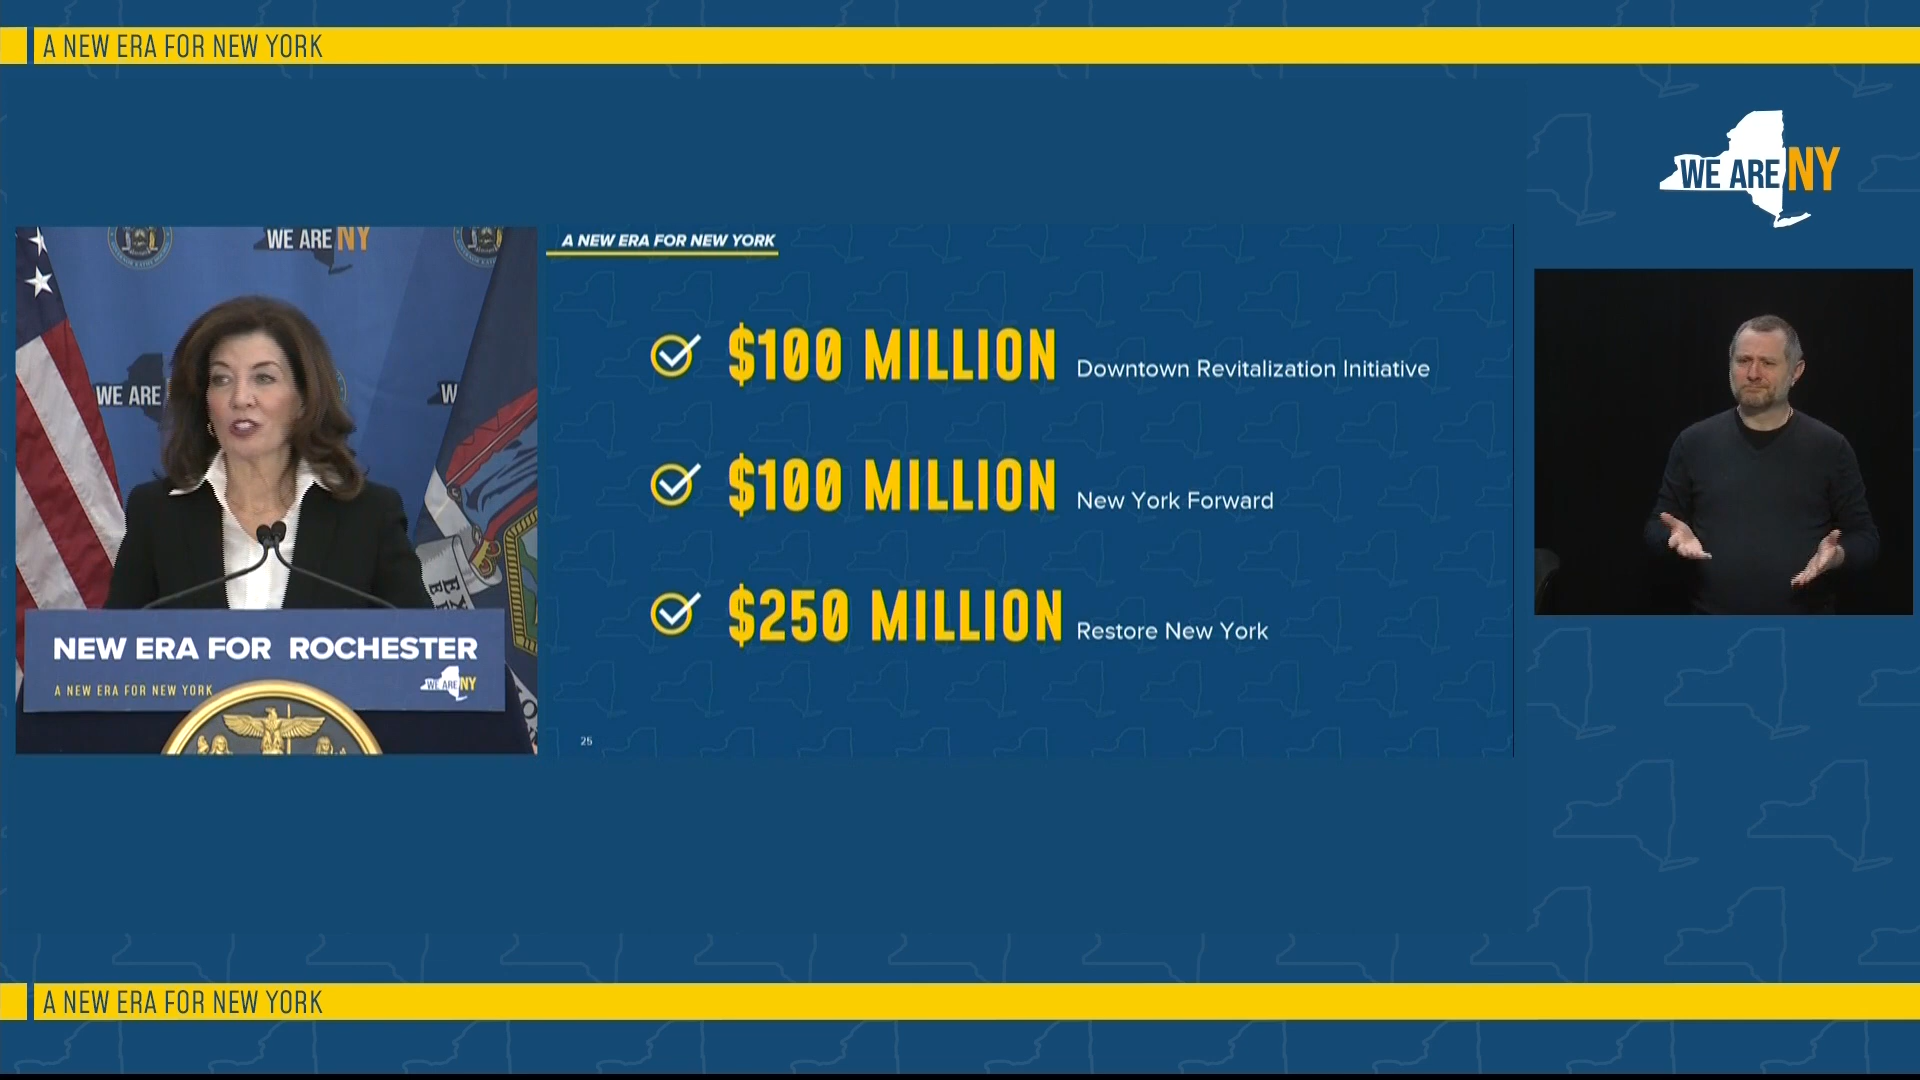 A NEW ERA FOR NEW YORK
WE ARE NY
WE ARE NY
WE ARE
W
NEW ERA FOR ROCHESTER
A NEW ERA FOR NEW YORK
WE ARE NY
A NEW ERA FOR NEW YORK
$100 MILLION Downtown Revitalization Initiative
$100 MILLION New York Forward
$250 MILLION Restore New York
25
A NEW ERA FOR NEW YORK